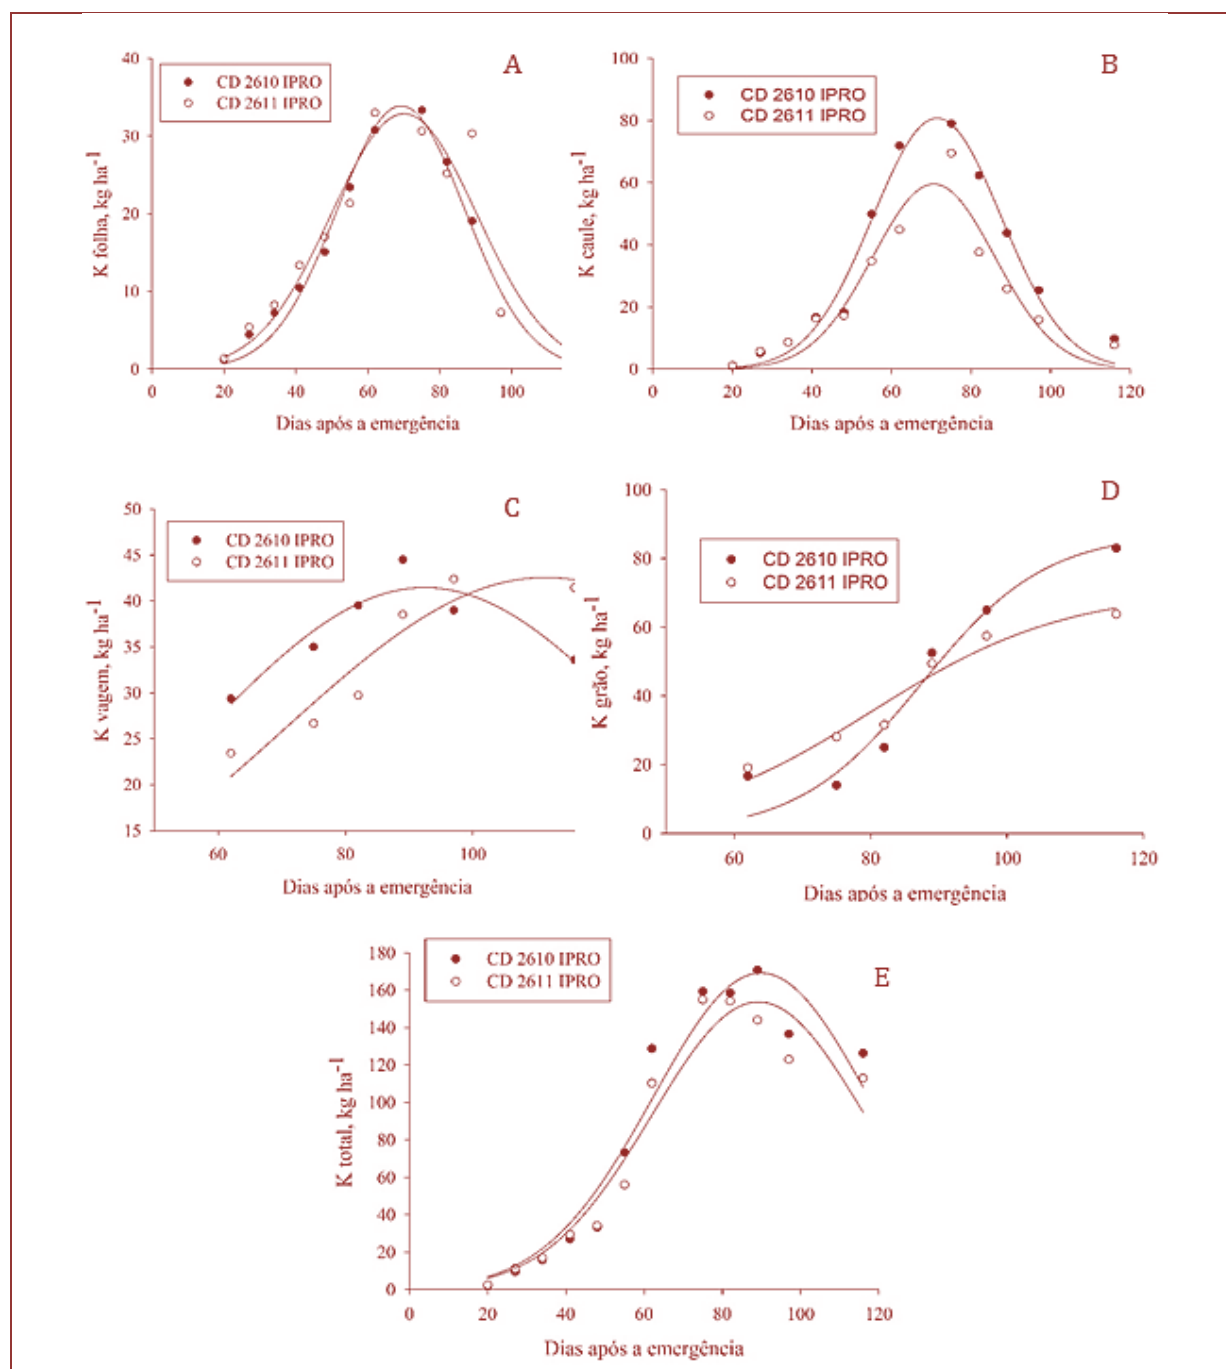 A
40
30
20
10
0
K folha, kg ha-1
CD 2610 IPRO
CD 2611 IPRO
0 20 40 60 80 100
Dias após a emergência
B
100
80
60
40
20
0
K caule, kg ha-1
CD 2610 IPRO
CD 2611 IPRO
0 20 40 60 80 100 120
Dias após a emergência
C
50
45
40
35
30
25
20
15
K vagem, kg ha-1
CD 2610 IPRO
CD 2611 IPRO
60 80 100
Dias após a emergência
D
100
80
60
40
20
0
K grão, kg ha-1
CD 2610 IPRO
CD 2611 IPRO
60 80 100 120
Dias após a emergência
E
180
160
140
120
100
80
60
40
20
0
K total, kg ha-1
CD 2610 IPRO
CD 2611 IPRO
0 20 40 60 80 100 120
Dias após a emergência